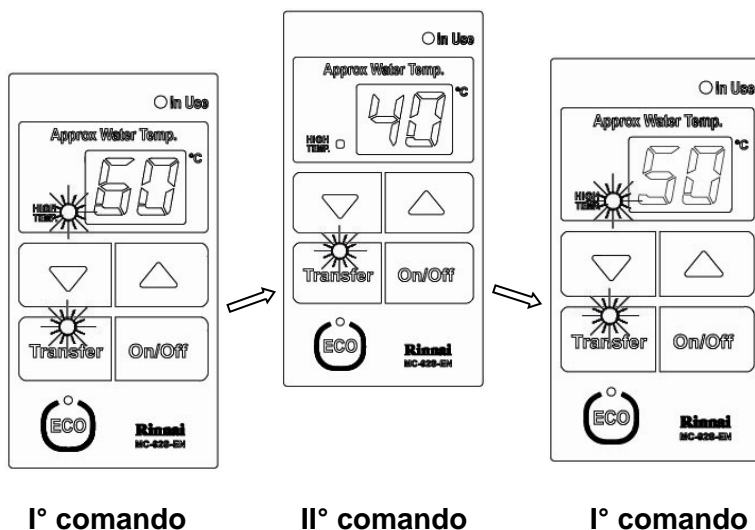 In Use
Approx Water Temp.
60 °C
HIGH
TEMP.
Transfer On/Off
ECO
Rinnai
MC-628-EN
I° comando
In Use
Approx Water Temp.
40 °C
HIGH
TEMP.
Transfer On/Off
ECO
Rinnai
MC-628-EN
II° comando
In Use
Approx Water Temp.
50 °C
HIGH
TEMP.
Transfer On/Off
ECO
Rinnai
MC-628-EN
I° comando